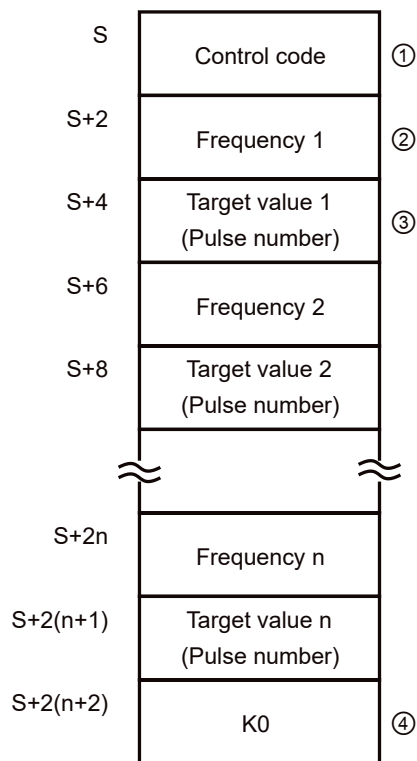 S
Control code
①
S+2
Frequency 1
②
S+4
Target value 1
(Pulse number)
③
S+6
Frequency 2
S+8
Target value 2
(Pulse number)
S+2n
Frequency n
S+2(n+1)
Target value n
(Pulse number)
S+2(n+2)
K0
④